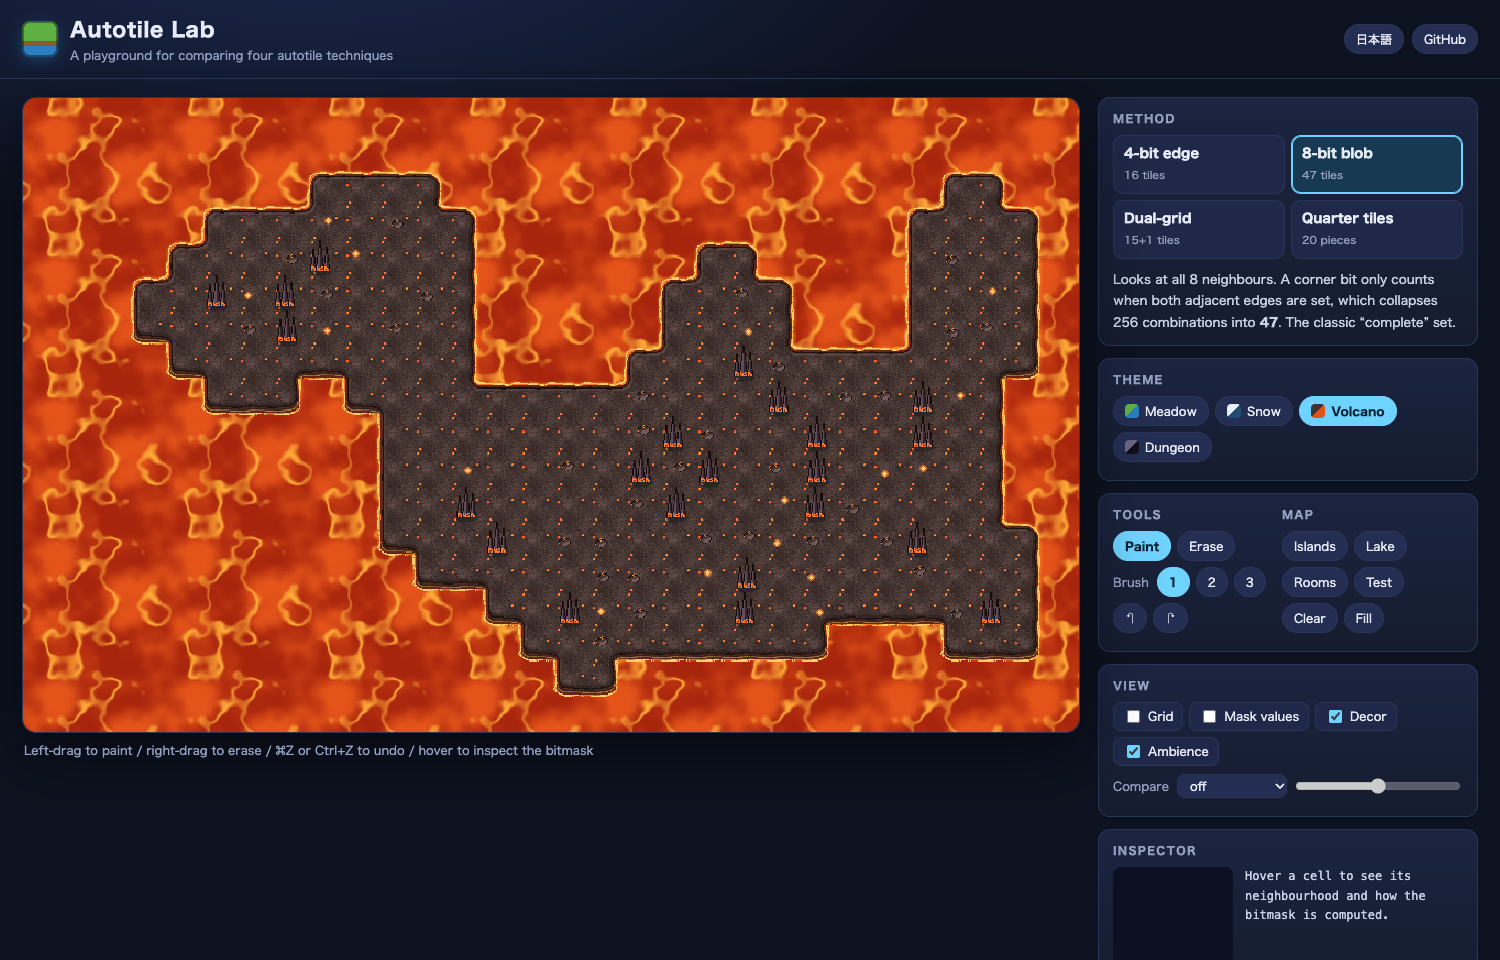 Autotile Lab
A playground for comparing four autotile techniques
日本語
GitHub
Left-drag to paint / right-drag to erase / ⌘Z or Ctrl+Z to undo / hover to inspect the bitmask
METHOD
4-bit edge
16 tiles
8-bit blob
47 tiles
Dual-grid
15+1 tiles
Quarter tiles
20 pieces
Looks at all 8 neighbours. A corner bit only counts
when both adjacent edges are set, which collapses
256 combinations into 47. The classic “complete” set.
THEME
Meadow
Snow
Volcano
Dungeon
TOOLS
Paint
Erase
Brush
1
2
3
MAP
Islands
Lake
Rooms
Test
Clear
Fill
VIEW
Grid
Mask values
Decor
Ambience
Compare
off
INSPECTOR
Hover a cell to see its
neighbourhood and how the
bitmask is computed.